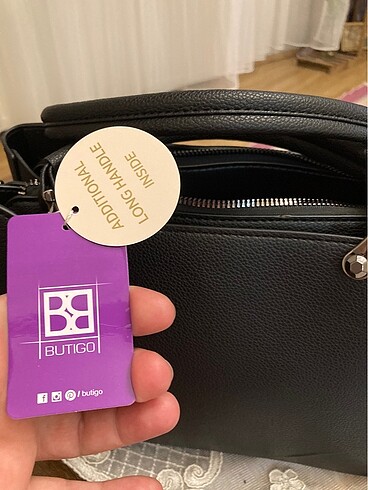 ADDITIONAL
LONG HANDLE
INSIDE
BUTIGO
/ butigo